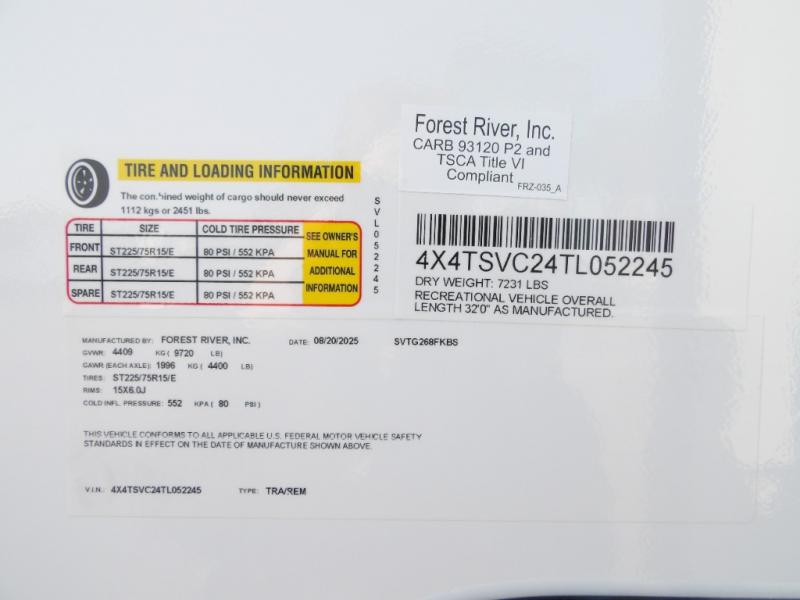 Forest River, Inc.
CARB 93120 P2 and
TSCA Title VI
Compliant
FRZ-035_A
TIRE AND LOADING INFORMATION
The combined weight of cargo should never exceed
1112 kgs or 2451 lbs.
TIRE SIZE COLD TIRE PRESSURE
FRONT ST225/75R15/E 80 PSI / 552 KPA
REAR ST225/75R15/E 80 PSI / 552 KPA
SPARE ST225/75R15/E 80 PSI / 552 KPA
SEE OWNER'S
MANUAL FOR
ADDITIONAL
INFORMATION
SVL052245
4X4TSVC24TL052245
DRY WEIGHT: 7231 LBS
RECREATIONAL VEHICLE OVERALL
LENGTH 32'0" AS MANUFACTURED.
MANUFACTURED BY: FOREST RIVER, INC. DATE: 08/20/2025 SVTG268FKBS
GVWR: 4409 KG ( 9720 LB)
GAWR (EACH AXLE): 1996 KG ( 4400 LB)
TIRES: ST225/75R15/E
RIMS: 15X6.0J
COLD INFL. PRESSURE: 552 KPA ( 80 PSI )
THIS VEHICLE CONFORMS TO ALL APPLICABLE U.S. FEDERAL MOTOR VEHICLE SAFETY
STANDARDS IN EFFECT ON THE DATE OF MANUFACTURE SHOWN ABOVE.
V.I.N.: 4X4TSVC24TL052245 TYPE: TRA/REM